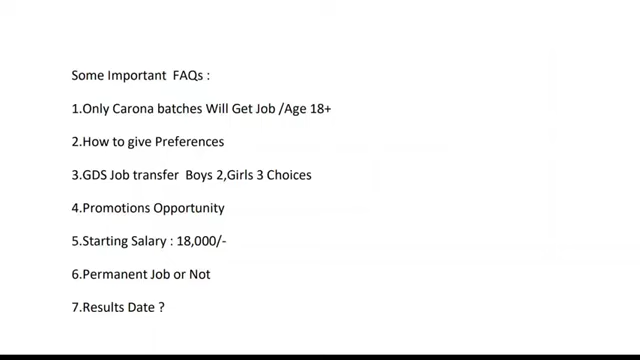 Some Important  FAQs :
1.Only Carona batches Will Get Job /Age 18+
2.How to give Preferences
3.GDS Job transfer  Boys 2,Girls 3 Choices
4.Promotions Opportunity
5.Starting Salary : 18,000/-
6.Permanent Job or Not
7.Results Date ?